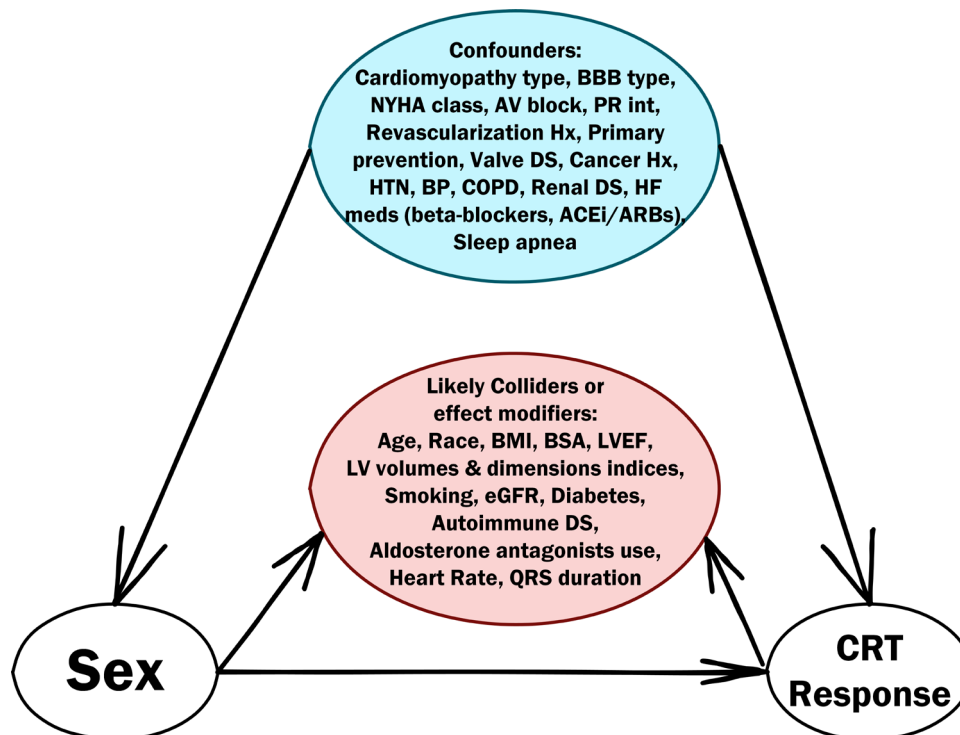 Confounders:
Cardiomyopathy type, BBB type,
NYHA class, AV block, PR int,
Revascularization Hx, Primary
prevention, Valve DS, Cancer Hx,
HTN, BP, COPD, Renal DS, HF
meds (beta-blockers, ACEi/ARBs),
Sleep apnea
Likely Colliders or
effect modifiers:
Age, Race, BMI, BSA, LVEF,
LV volumes & dimensions indices,
Smoking, eGFR, Diabetes,
Autoimmune DS,
Aldosterone antagonists use,
Heart Rate, QRS duration
Sex
CRT
Response